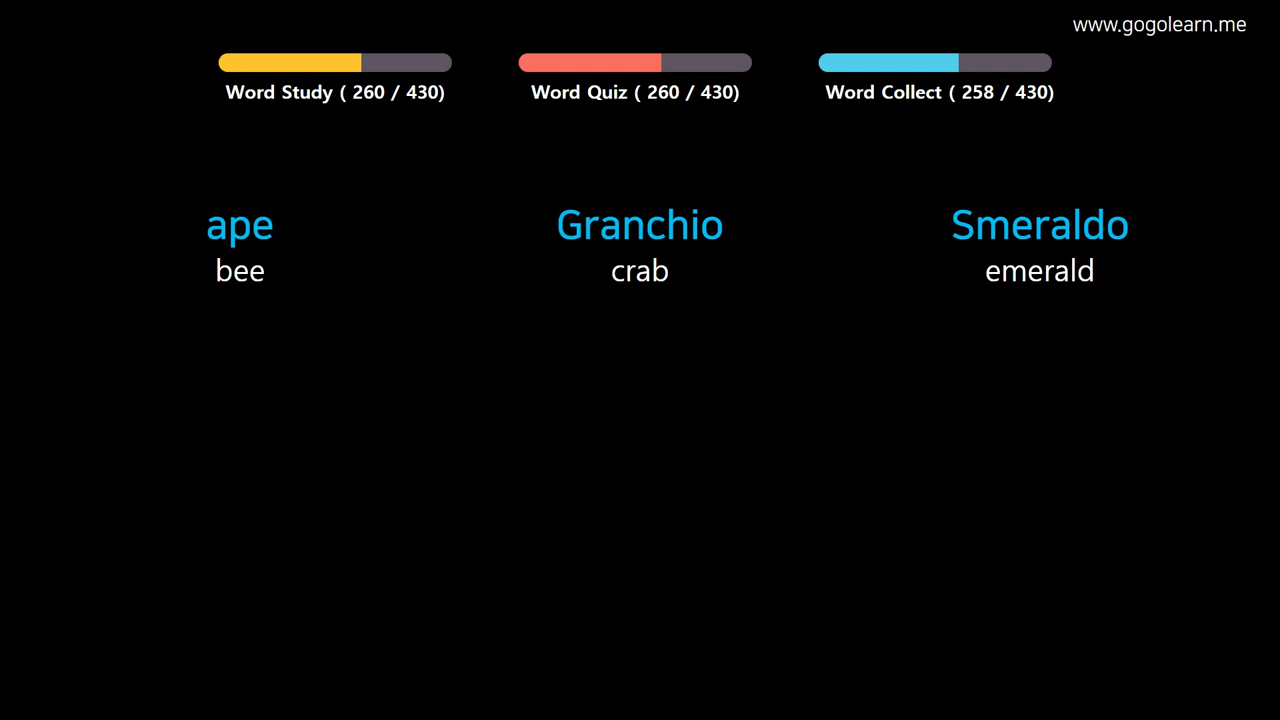 www.gogolearn.me
Word Study ( 260 / 430)
Word Quiz ( 260 / 430)
Word Collect ( 258 / 430)
ape
Granchio
Smeraldo
bee
crab
emerald